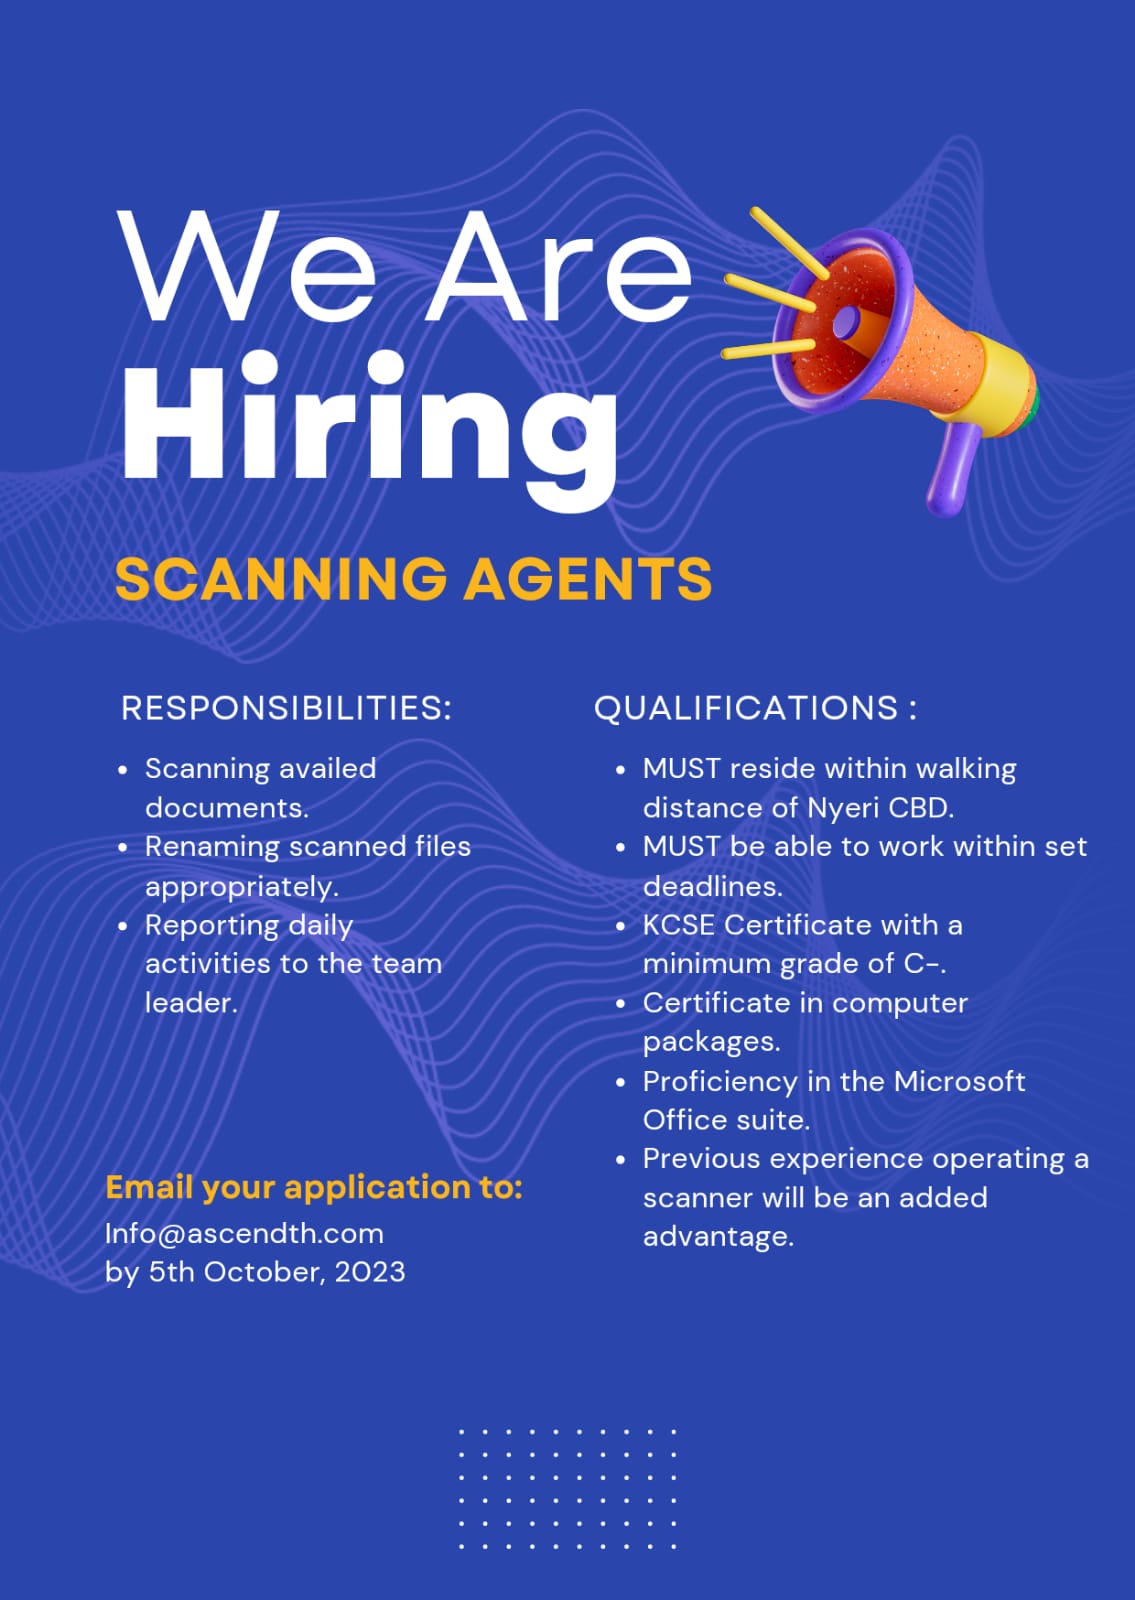 We Are
Hiring
SCANNING AGENTS
RESPONSIBILITIES:
• Scanning availed
documents.
• Renaming scanned files
appropriately.
• Reporting daily
activities to the team
leader.
Email your application to:
Info@ascendth.com
by 5th October, 2023
QUALIFICATIONS :
• MUST reside within walking
distance of Nyeri CBD.
• MUST be able to work within set
deadlines.
• KCSE Certificate with a
minimum grade of C-.
• Certificate in computer
packages.
• Proficiency in the Microsoft
Office suite.
• Previous experience operating a
scanner will be an added
advantage.